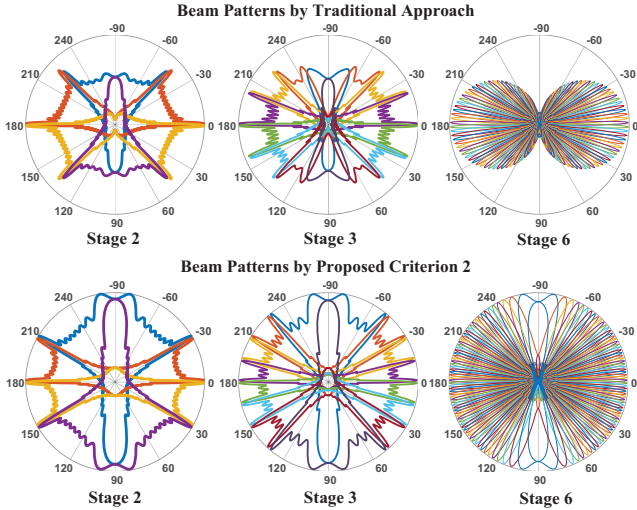 Beam Patterns by Traditional Approach
-90 -90 -90
240 -60 240 -60 240 -60
210 -30 210 -30 210 -30
180 0 180 0 180 0
150 30 150 30 150 30
120 60 120 60 120 60
90 90 90
Stage 2 Stage 3 Stage 6
Beam Patterns by Proposed Criterion 2
-90 -90 -90
240 -60 240 -60 240 -60
210 -30 210 -30 210 -30
180 0 180 0 180 0
150 30 150 30 150 30
120 60 120 60 120 60
90 90 90
Stage 2 Stage 3 Stage 6